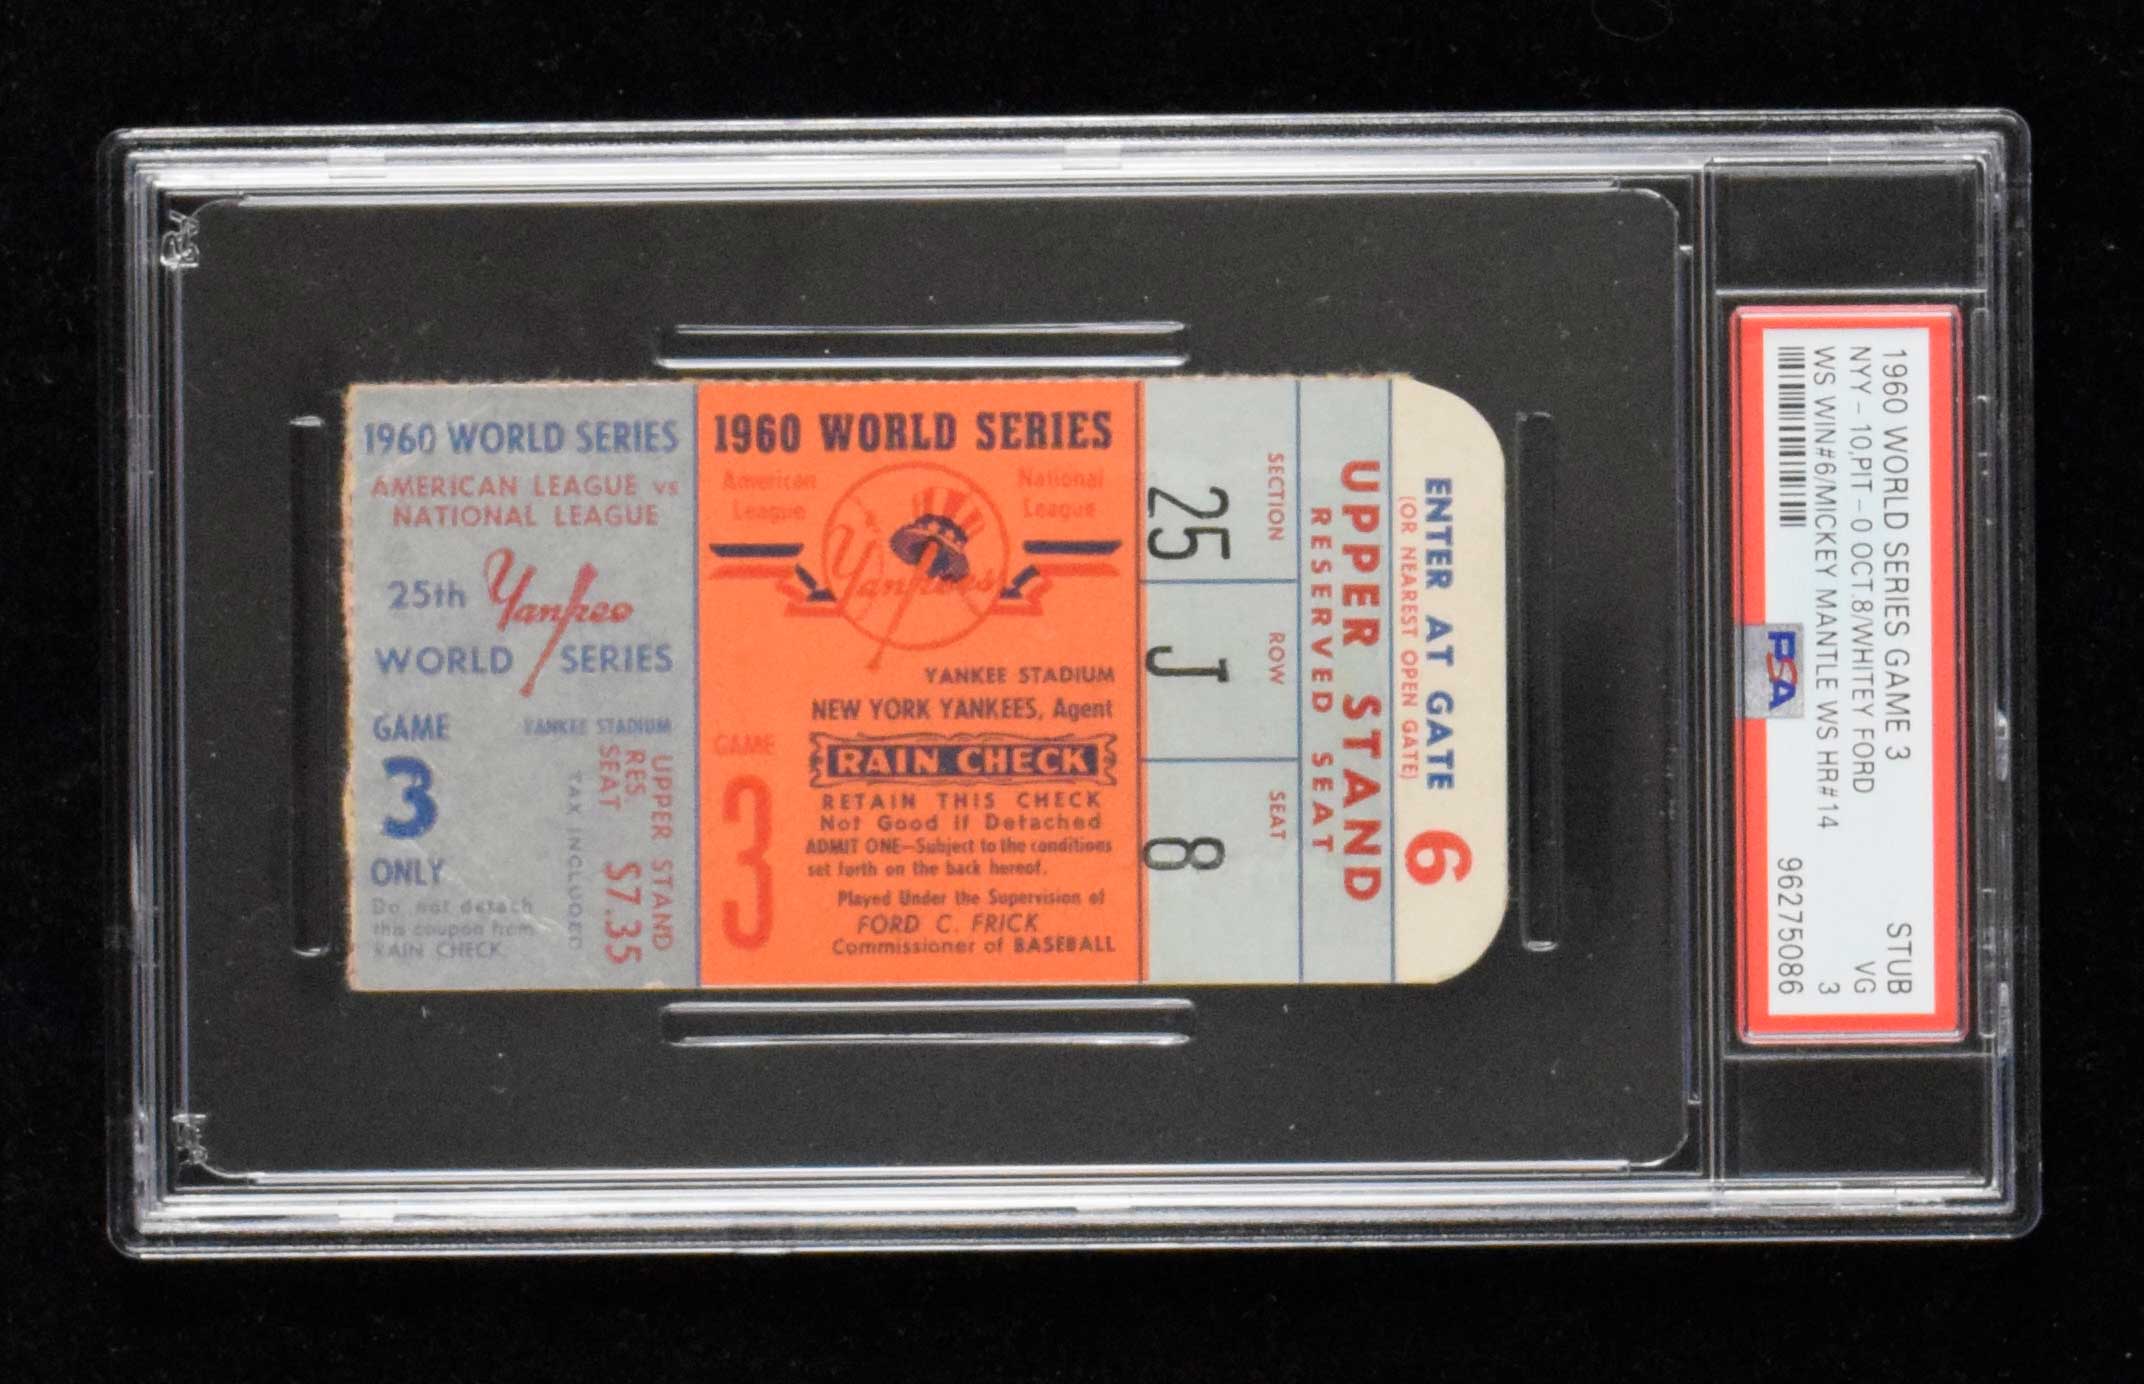 1960 WORLD SERIES
AMERICAN LEAGUE vs
NATIONAL LEAGUE
25th Yankee
WORLD SERIES
GAME
3
ONLY
Do not detach
this coupon from
RAIN CHECK
YANKEE STADIUM
UPPER STAND
RES.
SEAT $7.35
TAX INCLUDED
1960 WORLD SERIES
American
League
National
League
Yankees
YANKEE STADIUM
NEW YORK YANKEES, Agent
GAME
3
RAIN CHECK
RETAIN THIS CHECK
Not Good if Detached
ADMIT ONE—Subject to the conditions
set forth on the back hereof.
Played Under the Supervision of
FORD C. FRICK
Commissioner of BASEBALL
SECTION ROW SEAT
25 J 8
ENTER AT GATE 6
(OR NEAREST OPEN GATE)
UPPER STAND
RESERVED SEAT
1960 WORLD SERIES GAME 3 STUB
NYY - 10,PIT - 0 OCT.8/WHITEY FORD VG
WS WIN#6/MICKEY MANTLE WS HR#14 3
96275086
PSA